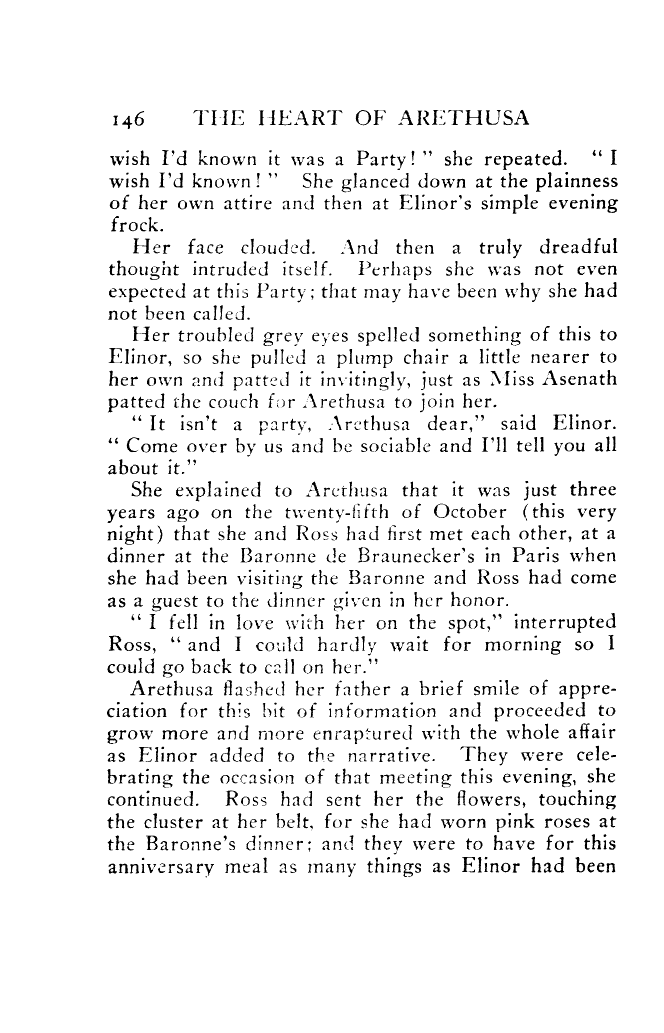 146 THE HEART OF ARETHUSA
wish I'd known it was a Party!" she repeated. "I
wish I'd known!" She glanced down at the plainness
of her own attire and then at Elinor's simple evening
frock.
Her face clouded. And then a truly dreadful
thought intruded itself. Perhaps she was not even
expected at this Party; that may have been why she had
not been called.
Her troubled grey eyes spelled something of this to
Elinor, so she pulled a plump chair a little nearer to
her own and patted it invitingly, just as Miss Asenath
patted the couch for Arethusa to join her.
"It isn't a party, Arethusa dear," said Elinor.
"Come over by us and be sociable and I'll tell you all
about it."
She explained to Arethusa that it was just three
years ago on the twenty-fifth of October (this very
night) that she and Ross had first met each other, at a
dinner at the Baronne de Braunecker's in Paris when
she had been visiting the Baronne and Ross had come
as a guest to the dinner given in her honor.
"I fell in love with her on the spot," interrupted
Ross, "and I could hardly wait for morning so I
could go back to call on her."
Arethusa flashed her father a brief smile of appre-
ciation for this bit of information and proceeded to
grow more and more enraptured with the whole affair
as Elinor added to the narrative. They were cele-
brating the occasion of that meeting this evening, she
continued. Ross had sent her the flowers, touching
the cluster at her belt, for she had worn pink roses at
the Baronne's dinner; and they were to have for this
anniversary meal as many things as Elinor had been